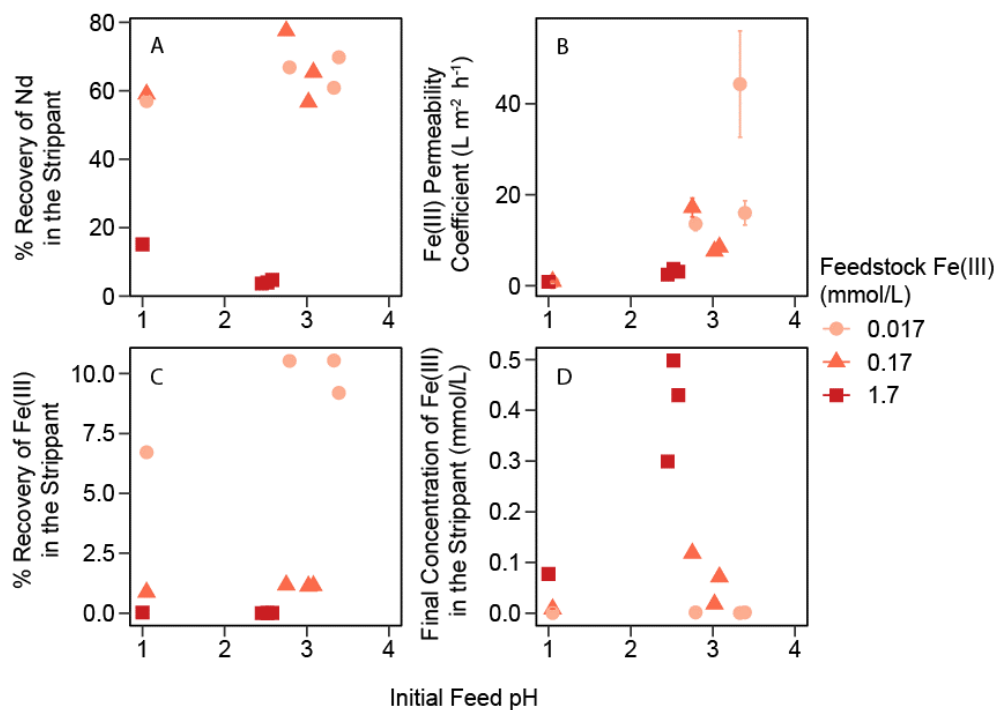 % Recovery of Nd
in the Strippant
80
60
40
20
0
A
1
2
3
4
Fe(III) Permeability
Coefficient (L m⁻² h⁻¹)
40
20
0
B
1
2
3
4
% Recovery of Fe(III)
in the Strippant
10.0
7.5
5.0
2.5
0.0
C
1
2
3
4
Final Concentration of Fe(III)
in the Strippant (mmol/L)
0.5
0.4
0.3
0.2
0.1
0.0
D
1
2
3
4
Initial Feed pH
Feedstock Fe(III)
(mmol/L)
0.017
0.17
1.7